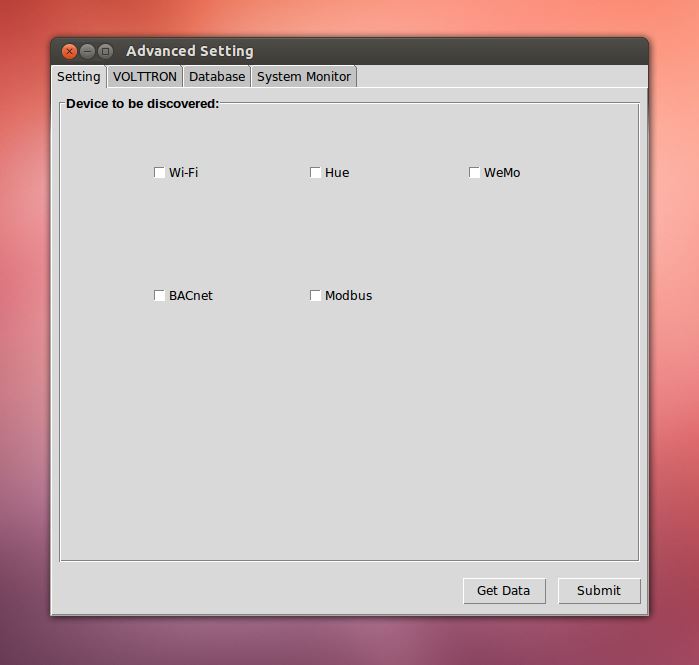 Advanced Setting
Setting VOLTTRON Database System Monitor
Device to be discovered:
Wi-Fi Hue WeMo
BACnet Modbus
Get Data Submit